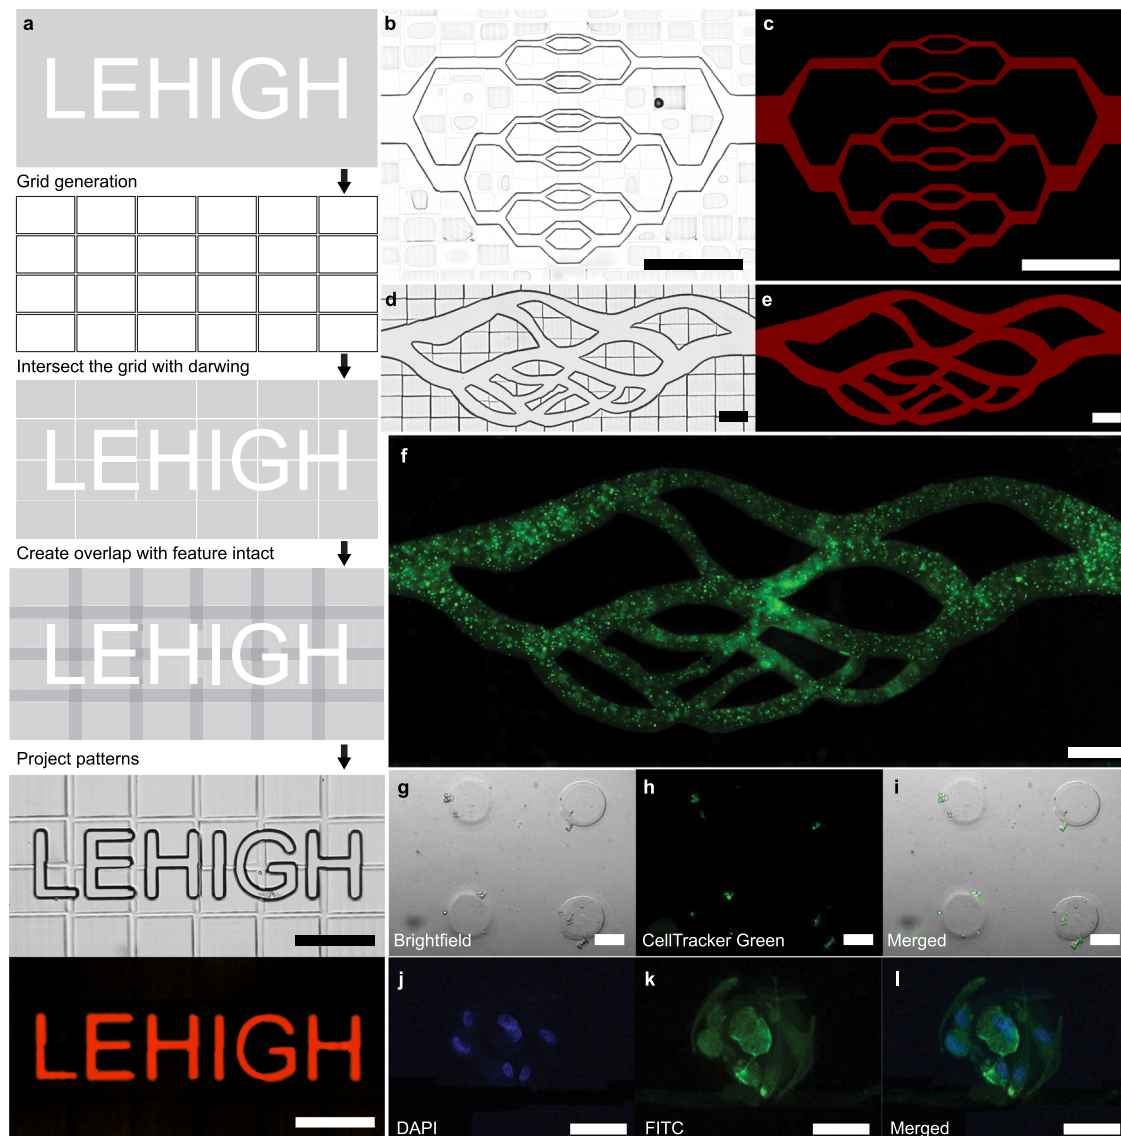 a
LEHIGH
Grid generation
Intersect the grid with darwing
LEHIGH
Create overlap with feature intact
LEHIGH
Project patterns
LEHIGH
LEHIGH
b
c
d
e
f
g
Brightfield
h
CellTracker Green
i
Merged
j
DAPI
k
FITC
l
Merged